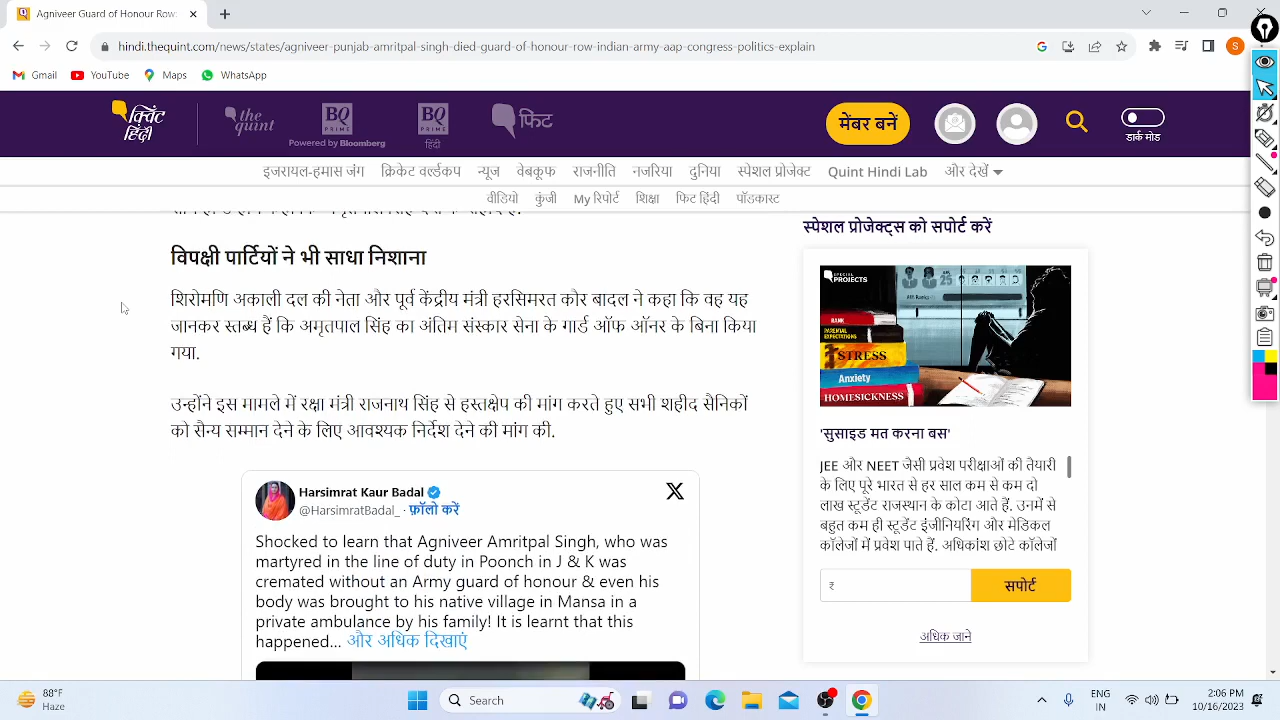 Agniver Guard of Honour Row:
hindi.thequint.com/news/states/agniveer-punjab-amritpal-singh-died-guard-of-honour-row-indian-army-aap-congress-politics-explain
S
Gmail
YouTube
Maps
WhatsApp
क्विंट हिंदी
the quint
BQ PRIME
Powered by Bloomberg
BQ PRIME
हिंदी
फिट
मेंबर बनें
डार्क मोड
इजरायल-हमास जंग क्रिकेट वर्ल्डकप न्यूज वेबकूफ राजनीति नजरिया दुनिया स्पेशल प्रोजेक्ट Quint Hindi Lab और देखें
वीडियो कुंजी My रिपोर्ट शिक्षा फिट हिंदी पॉडकास्ट
विपक्षी पार्टियों ने भी साधा निशाना
शिरोमणि अकाली दल की नेता और पूर्व केंद्रीय मंत्री हरसिमरत कौर बादल ने कहा कि वह यह
जानकर स्तब्ध हैं कि अमृतपाल सिंह का अंतिम संस्कार सेना के गार्ड ऑफ ऑनर के बिना किया
गया.
उन्होंने इस मामले में रक्षा मंत्री राजनाथ सिंह से हस्तक्षेप की मांग करते हुए सभी शहीद सैनिकों
को सैन्य सम्मान देने के लिए आवश्यक निर्देश देने की मांग की.
Harsimrat Kaur Badal
@HarsimratBadal_ · फ़ॉलो करें
Shocked to learn that Agniveer Amritpal Singh, who was
martyred in the line of duty in Poonch in J & K was
cremated without an Army guard of honour & even his
body was brought to his native village in Mansa in a
private ambulance by his family! It is learnt that this
happened... और अधिक दिखाएं
स्पेशल प्रोजेक्ट्स को सपोर्ट करें
SPECIAL PROJECTS
25
AIR Rank
BANK
PARENTAL EXPECTATIONS
STRESS
Anxiety
HOMESICKNESS
'सुसाइड मत करना बस'
JEE और NEET जैसी प्रवेश परीक्षाओं की तैयारी
के लिए पूरे भारत से हर साल कम से कम दो
लाख स्टूडेंट राजस्थान के कोटा आते हैं. उनमें से
बहुत कम ही स्टूडेंट इंजीनियरिंग और मेडिकल
कॉलेजों में प्रवेश पाते हैं. अधिकांश छोटे कॉलेजों
₹
सपोर्ट
अधिक जानें
88°F
Haze
Search
ENG
IN
2:06 PM
10/16/2023